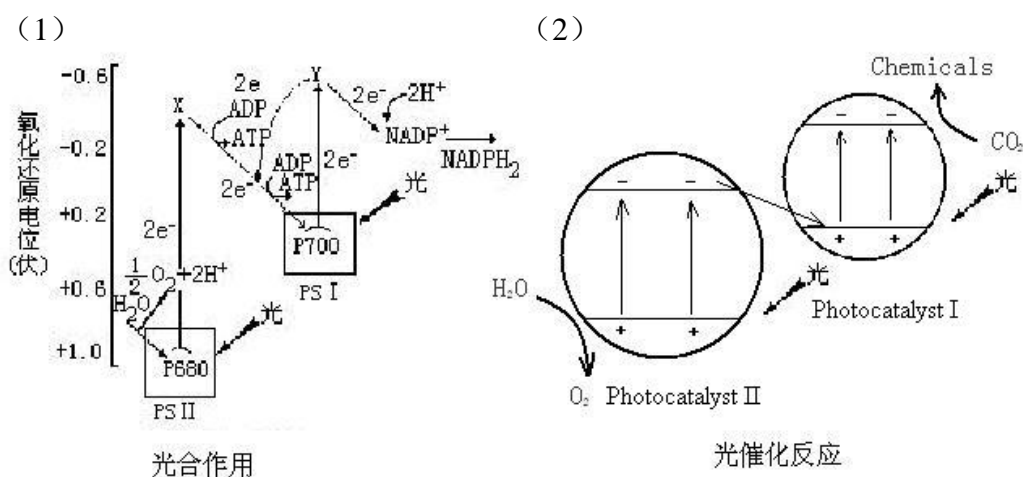 （1）
（2）
氧化还原电位(伏)
-0.6
-0.2
+0.2
+0.6
+1.0
X
2e
ADP
ATP
Y
2e⁻
2H⁺
NADP⁺
NADPH₂
2e⁻
2e⁻
ADP
ATP
光
P700
PS I
2e⁻
½O₂+2H⁺
H₂O
光
P680
PS II
光合作用
Chemicals
CO₂
光
- -
+ +
Photocatalyst I
- -
H₂O
光
+ +
O₂
Photocatalyst II
光催化反应